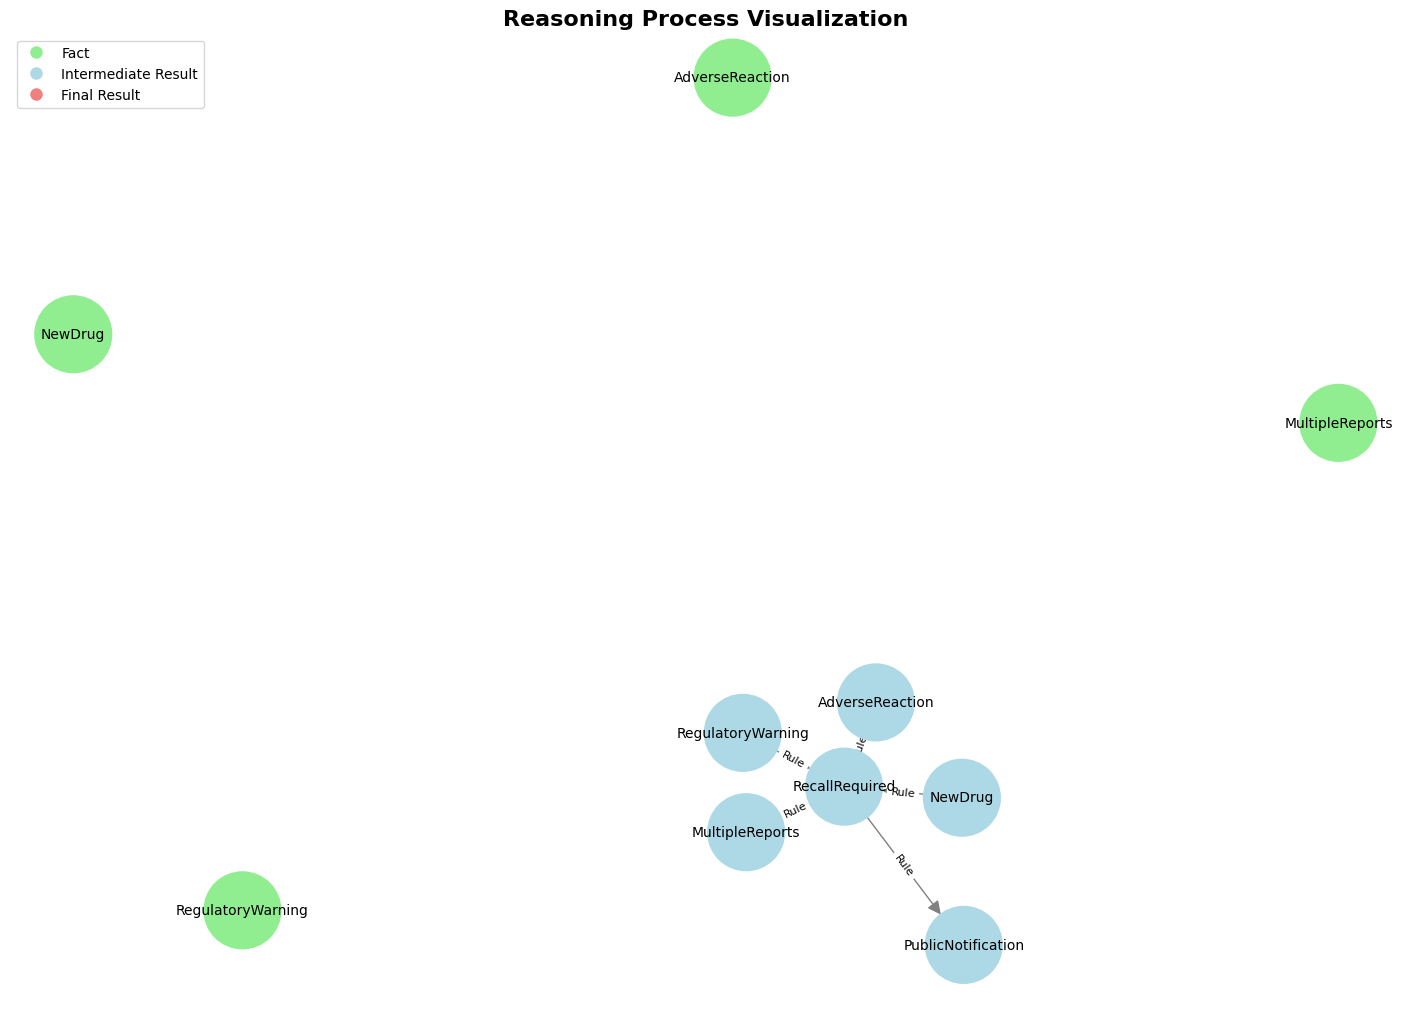 Reasoning Process Visualization
Fact
Intermediate Result
Final Result
AdverseReaction
NewDrug
MultipleReports
AdverseReaction
RegulatoryWarning
Rule
RecallRequired
Rule
NewDrug
Rule
MultipleReports
Rule
RegulatoryWarning
PublicNotification